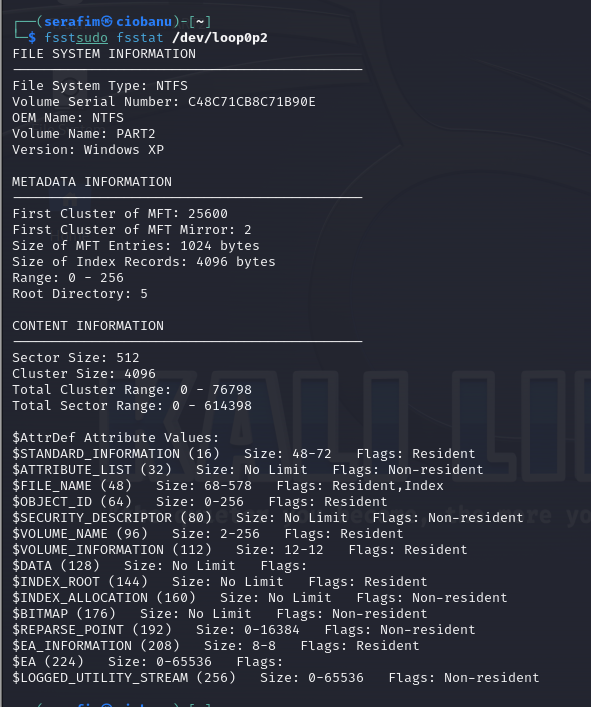 ┌──(serafim㉿ciobanu)-[~]
└─$ fsstsudo fsstat /dev/loop0p2
FILE SYSTEM INFORMATION
--------------------------------------------
File System Type: NTFS
Volume Serial Number: C48C71CB8C71B90E
OEM Name: NTFS
Volume Name: PART2
Version: Windows XP
METADATA INFORMATION
--------------------------------------------
First Cluster of MFT: 25600
First Cluster of MFT Mirror: 2
Size of MFT Entries: 1024 bytes
Size of Index Records: 4096 bytes
Range: 0 - 256
Root Directory: 5
CONTENT INFORMATION
--------------------------------------------
Sector Size: 512
Cluster Size: 4096
Total Cluster Range: 0 - 76798
Total Sector Range: 0 - 614398
$AttrDef Attribute Values:
$STANDARD_INFORMATION (16)   Size: 48-72   Flags: Resident
$ATTRIBUTE_LIST (32)   Size: No Limit   Flags: Non-resident
$FILE_NAME (48)   Size: 68-578   Flags: Resident,Index
$OBJECT_ID (64)   Size: 0-256   Flags: Resident
$SECURITY_DESCRIPTOR (80)   Size: No Limit   Flags: Non-resident
$VOLUME_NAME (96)   Size: 2-256   Flags: Resident
$VOLUME_INFORMATION (112)   Size: 12-12   Flags: Resident
$DATA (128)   Size: No Limit   Flags:
$INDEX_ROOT (144)   Size: No Limit   Flags: Resident
$INDEX_ALLOCATION (160)   Size: No Limit   Flags: Non-resident
$BITMAP (176)   Size: No Limit   Flags: Non-resident
$REPARSE_POINT (192)   Size: 0-16384   Flags: Non-resident
$EA_INFORMATION (208)   Size: 8-8   Flags: Resident
$EA (224)   Size: 0-65536   Flags:
$LOGGED_UTILITY_STREAM (256)   Size: 0-65536   Flags: Non-resident